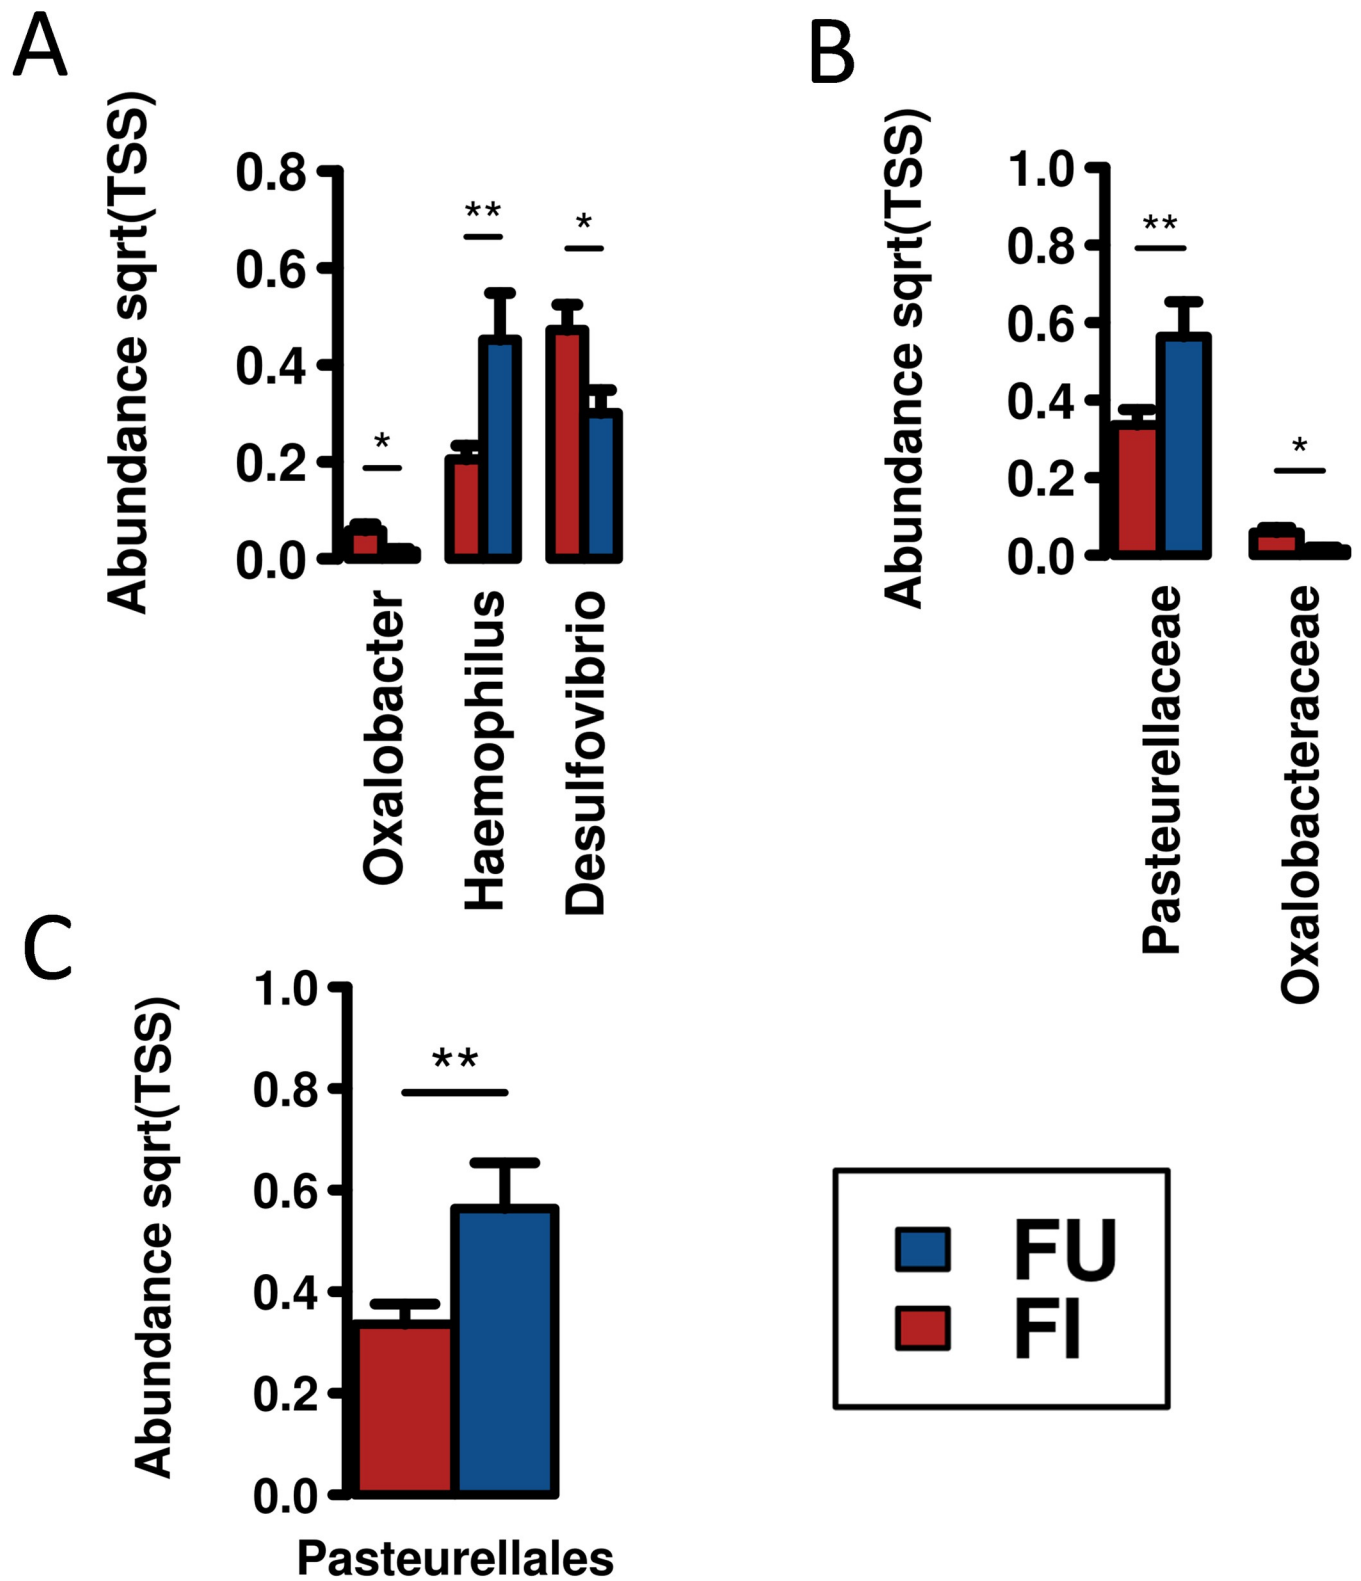 A
Abundance sqrt(TSS)
0.8
0.6
0.4
0.2
0.0
*
**
*
Oxalobacter
Haemophilus
Desulfovibrio
B
Abundance sqrt(TSS)
1.0
0.8
0.6
0.4
0.2
0.0
**
*
Pasteurellaceae
Oxalobacteraceae
C
Abundance sqrt(TSS)
1.0
0.8
0.6
0.4
0.2
0.0
**
Pasteurellales
FU
FI